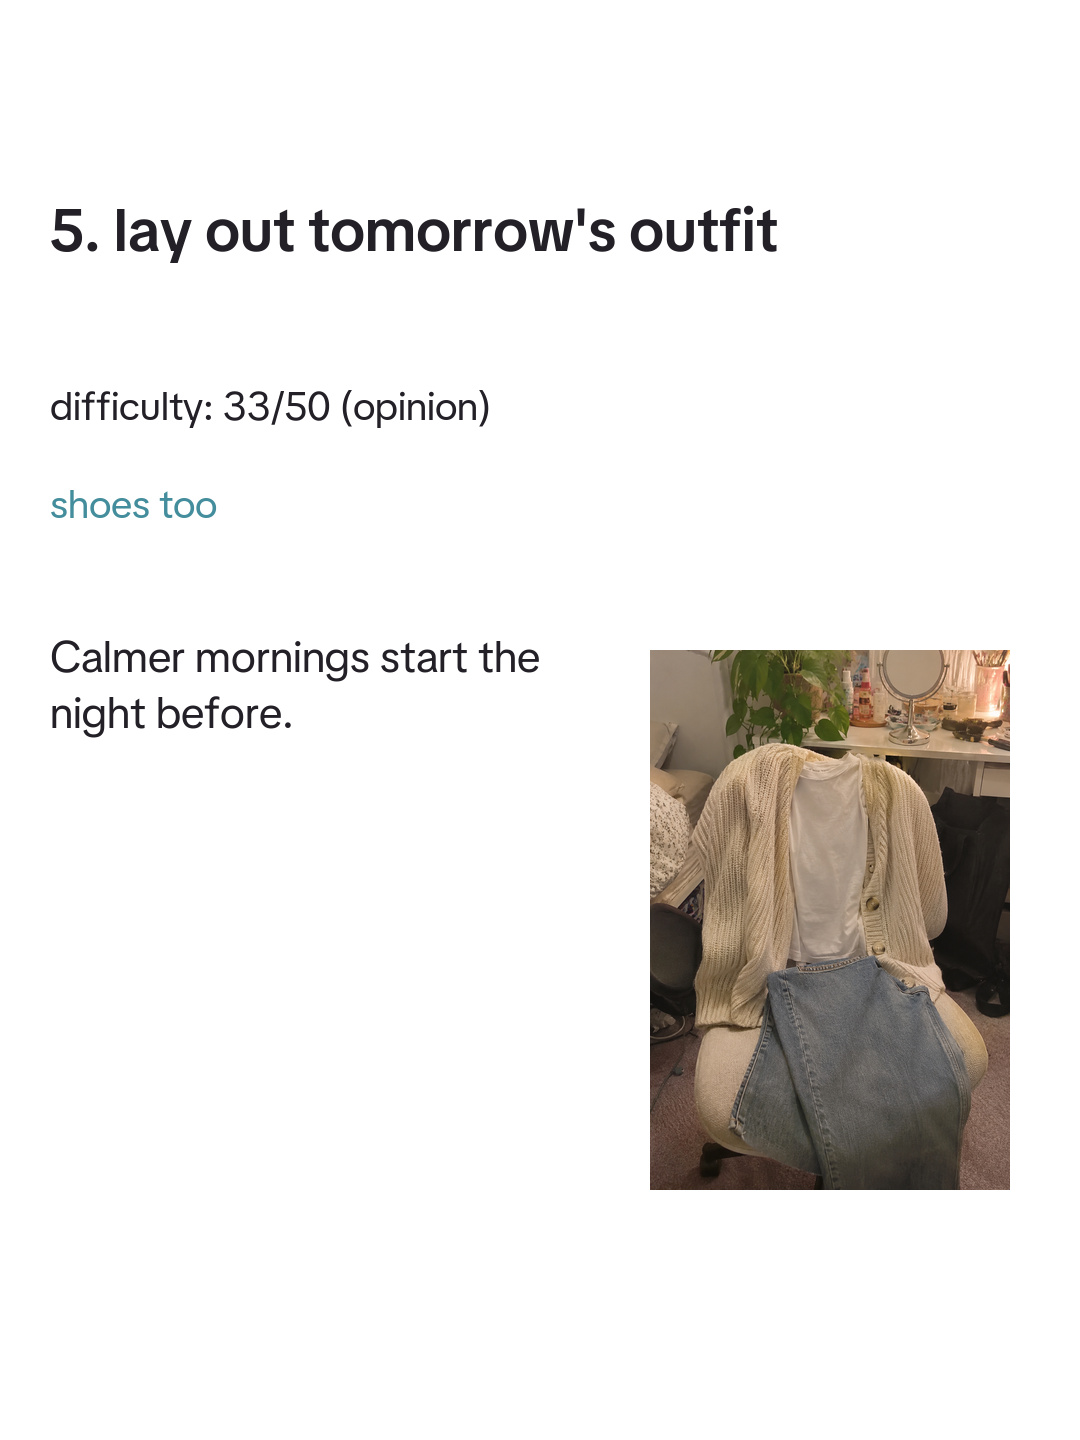 5. lay out tomorrow's outfit
difficulty: 33/50 (opinion)
shoes too
Calmer mornings start the
night before.